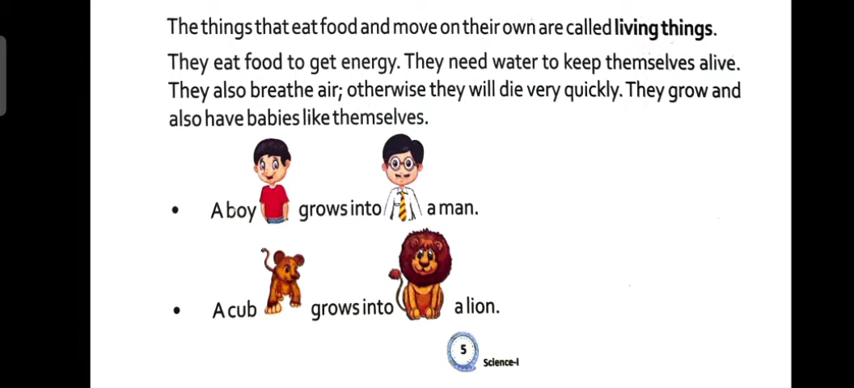 The things that eat food and move on their own are called living things.
They eat food to get energy. They need water to keep themselves alive.
They also breathe air; otherwise they will die very quickly. They grow and
also have babies like themselves.
• A boy grows into a man.
• A cub grows into a lion.
5
Science-I